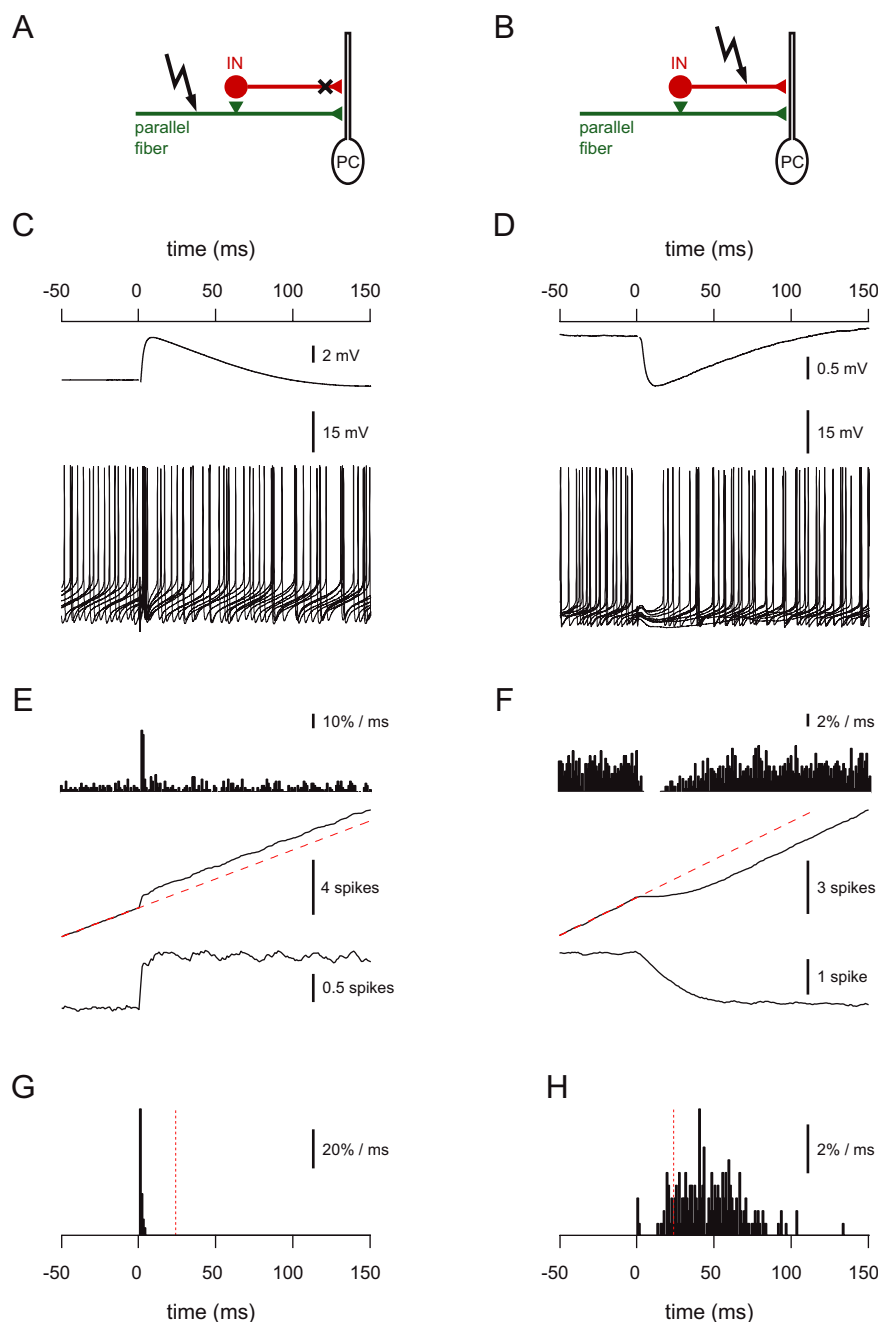 A
B
IN
IN
parallel
fiber
PC
parallel
fiber
PC
C
D
time (ms)
time (ms)
-50 0 50 100 150
-50 0 50 100 150
2 mV
0.5 mV
15 mV
15 mV
E
F
10% / ms
2% / ms
4 spikes
3 spikes
0.5 spikes
1 spike
G
H
20% / ms
2% / ms
-50 0 50 100 150
-50 0 50 100 150
time (ms)
time (ms)